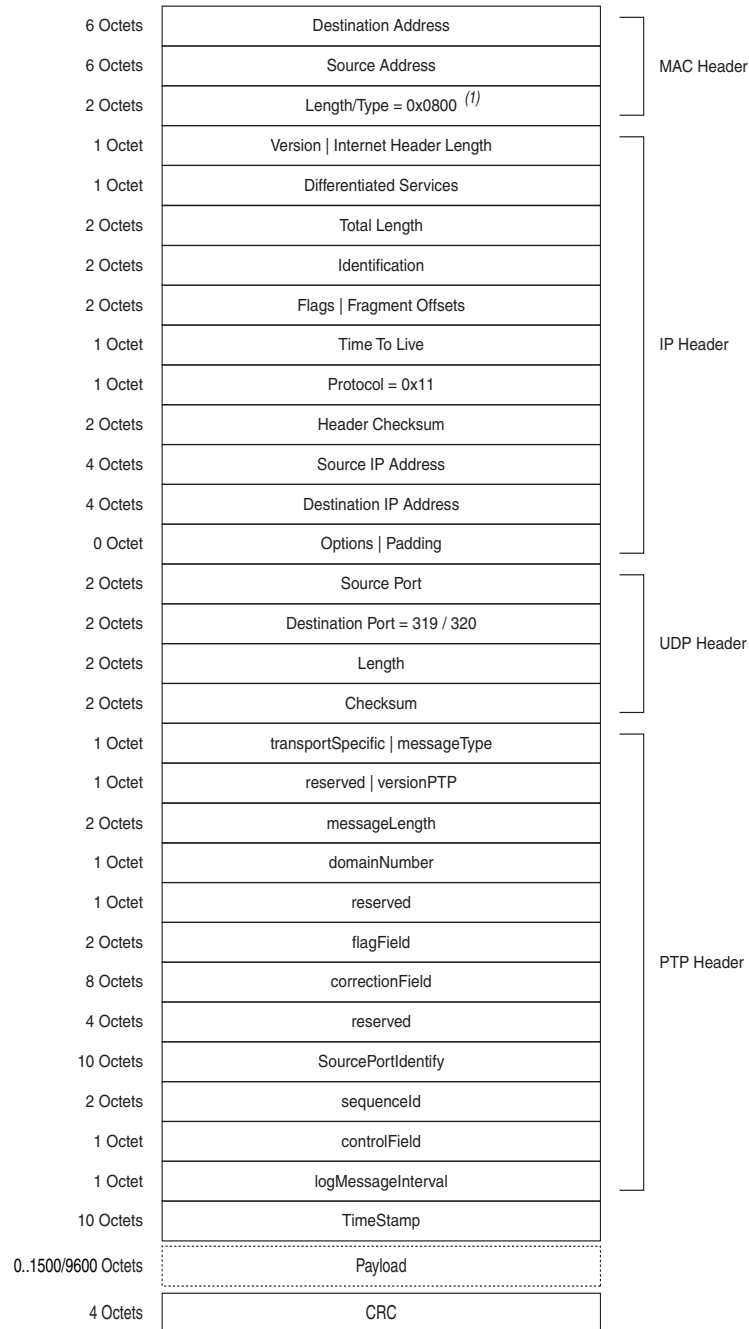 6 Octets Destination Address
6 Octets Source Address
MAC Header
2 Octets Length/Type = 0x0800 (1)
1 Octet Version | Internet Header Length
1 Octet Differentiated Services
2 Octets Total Length
2 Octets Identification
2 Octets Flags | Fragment Offsets
1 Octet Time To Live
IP Header
1 Octet Protocol = 0x11
2 Octets Header Checksum
4 Octets Source IP Address
4 Octets Destination IP Address
0 Octet Options | Padding
2 Octets Source Port
2 Octets Destination Port = 319 / 320
UDP Header
2 Octets Length
2 Octets Checksum
1 Octet transportSpecific | messageType
1 Octet reserved | versionPTP
2 Octets messageLength
1 Octet domainNumber
1 Octet reserved
2 Octets flagField
PTP Header
8 Octets correctionField
4 Octets reserved
10 Octets SourcePortIdentify
2 Octets sequenceId
1 Octet controlField
1 Octet logMessageInterval
10 Octets TimeStamp
0..1500/9600 Octets Payload
4 Octets CRC